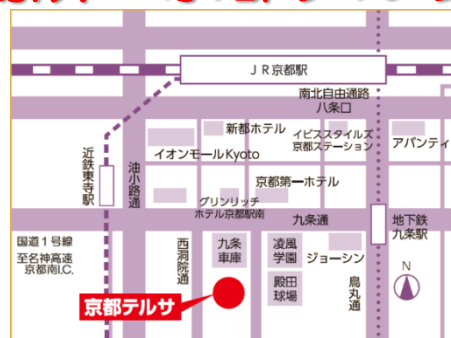 JR京都駅
南北自由通路
八条口
新都ホテル
イビススタイルズ
京都ステーション
アバンティ
イオンモールKyoto
近鉄東寺駅
油小路通
京都第一ホテル
グリンリッチ
ホテル京都駅南
九条通
地下鉄
九条駅
国道1号線
至名神高速
京都南I.C.
西洞院通
九条
車庫
凌風
学園
ジョーシン
殿田
球場
烏丸通
N
京都テルサ